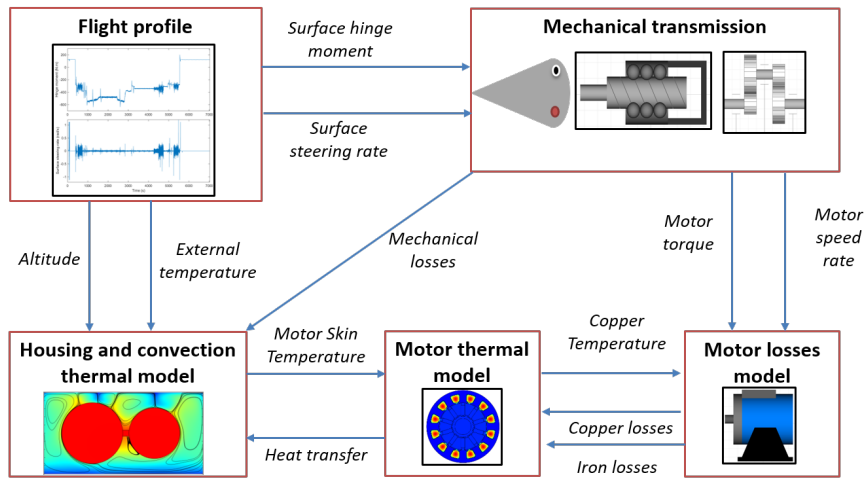 Flight profile
Mechanical transmission
Surface hinge
moment
Surface
steering rate
Altitude
External
temperature
Mechanical
losses
Motor
torque
Motor
speed
rate
Housing and convection
thermal model
Motor Skin
Temperature
Heat transfer
Motor thermal
model
Copper
Temperature
Copper losses
Iron losses
Motor losses
model